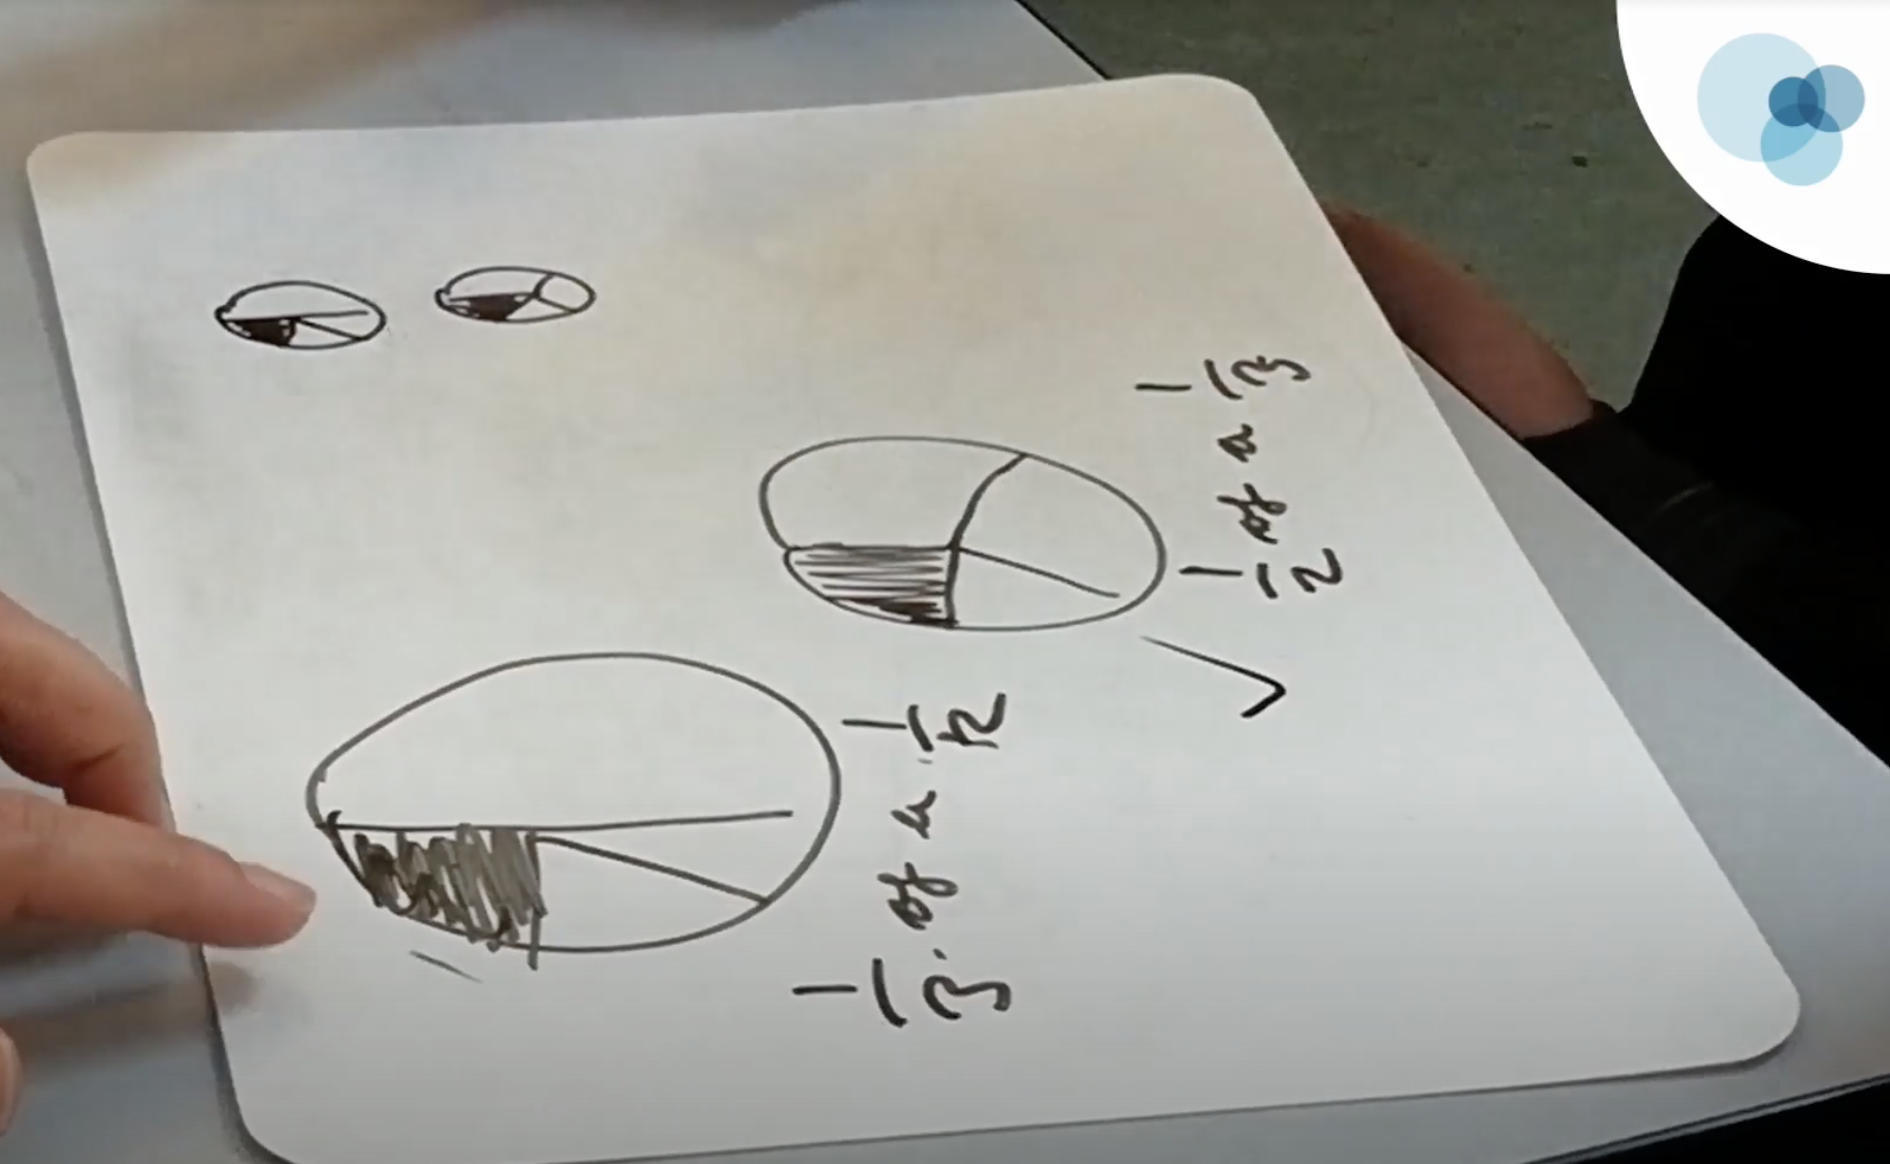 1/3 of a 1/2
1/2 of a 1/3